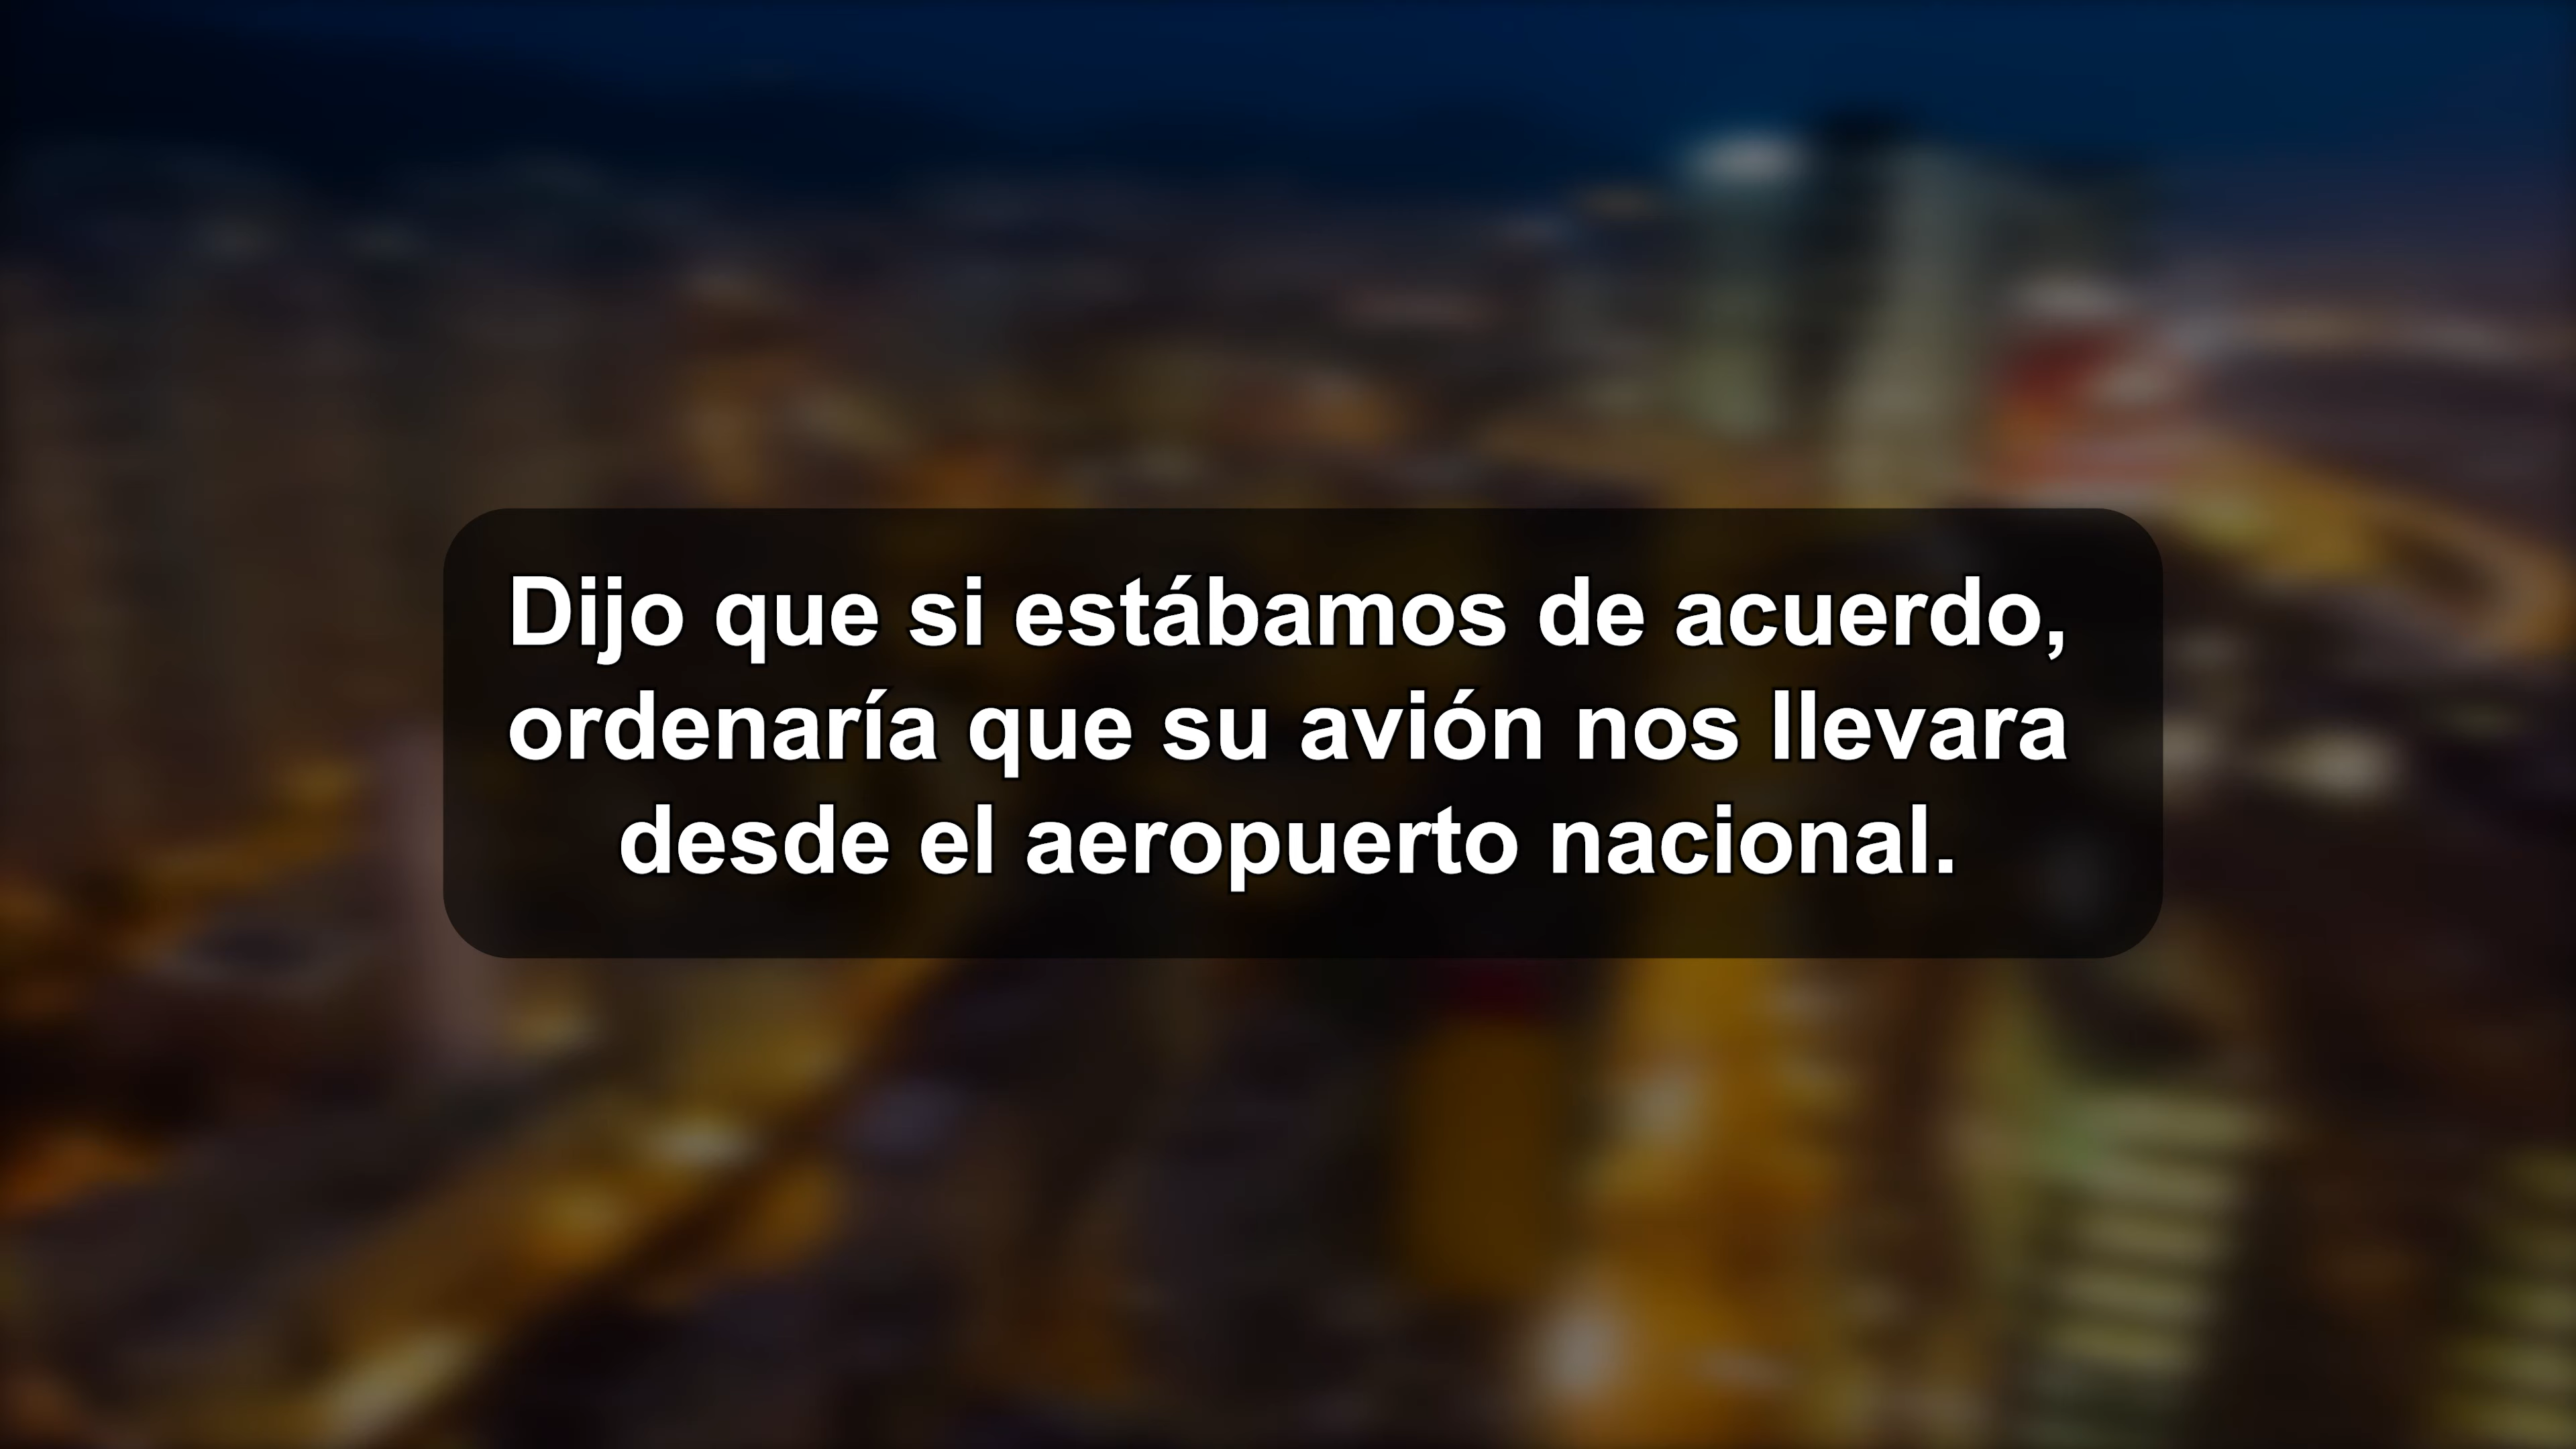 Dijo que si estábamos de acuerdo,
ordenaría que su avión nos llevara
desde el aeropuerto nacional.